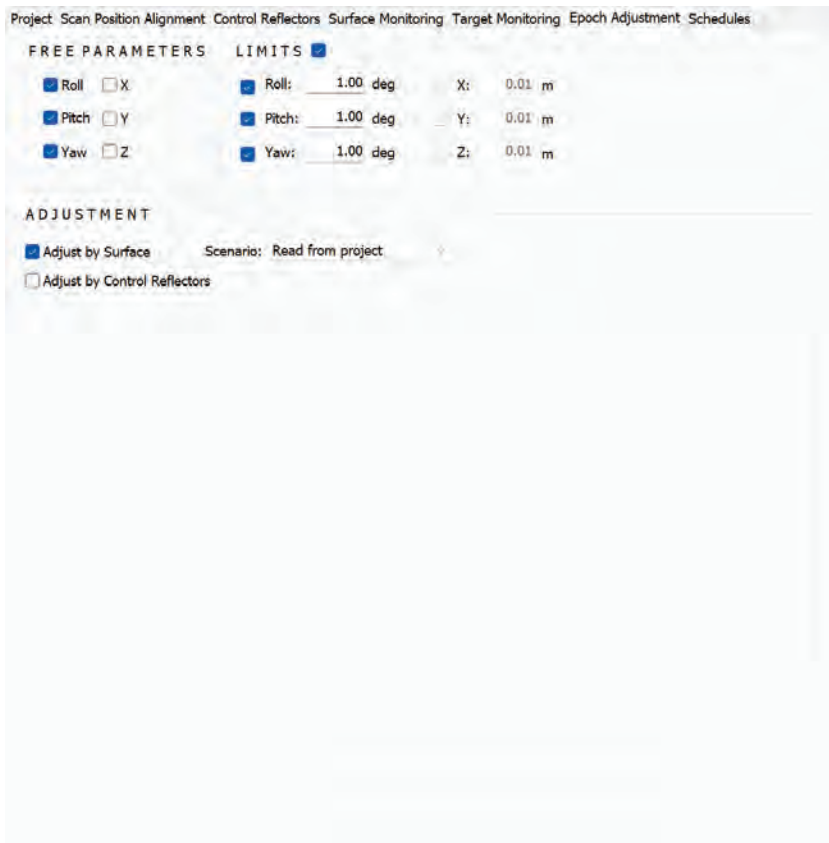 Project Scan Position Alignment Control Reflectors Surface Monitoring Target Monitoring Epoch Adjustment Schedules
FREE PARAMETERS LIMITS
Roll X Roll: 1.00 deg X: 0.01 m
Pitch Y Pitch: 1.00 deg Y: 0.01 m
Yaw Z Yaw: 1.00 deg Z: 0.01 m
ADJUSTMENT
Adjust by Surface Scenario: Read from project
Adjust by Control Reflectors